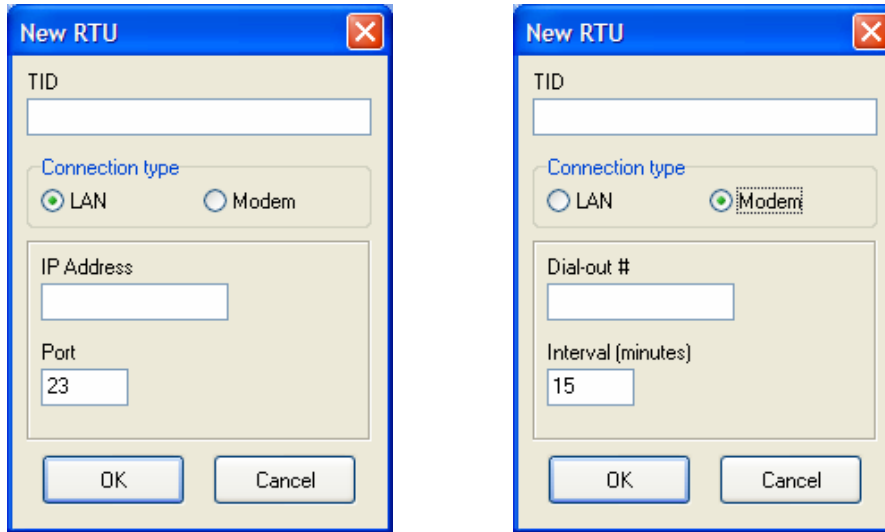 New RTU
TID
Connection type
LAN Modem
IP Address
Port
23
OK Cancel
New RTU
TID
Connection type
LAN Modem
Dial-out #
Interval (minutes)
15
OK Cancel